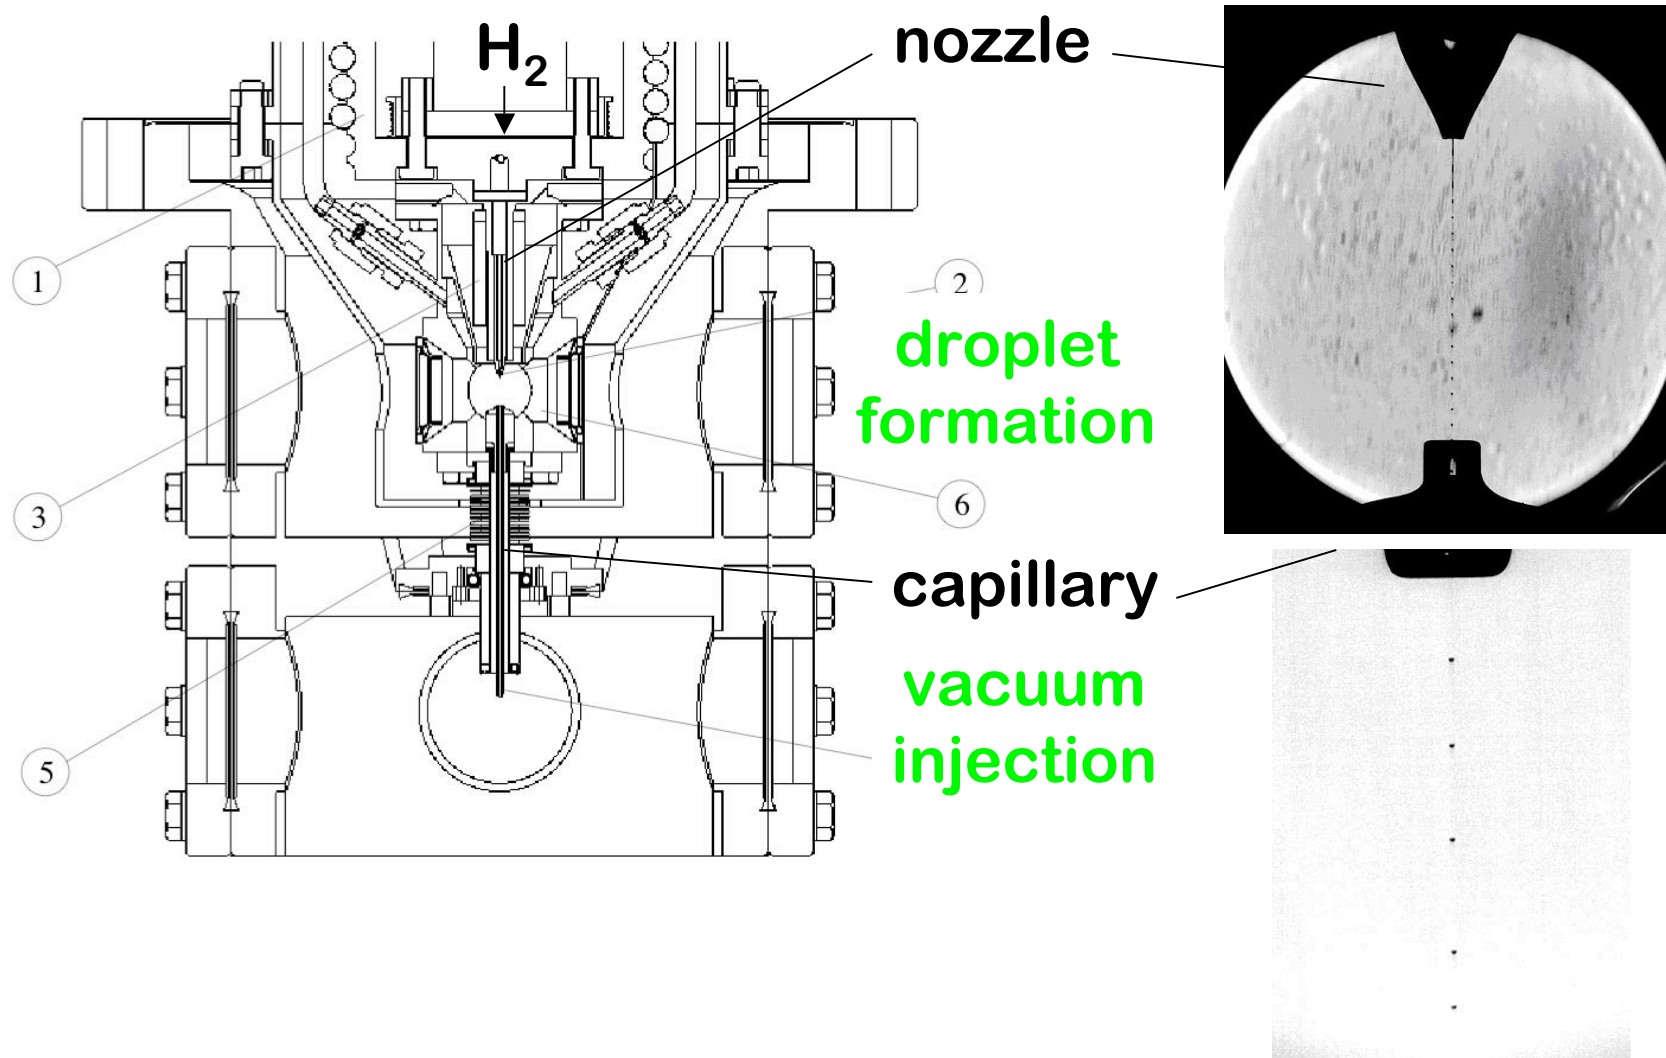 H₂
nozzle
1
2
droplet
formation
3
6
capillary
vacuum
injection
5